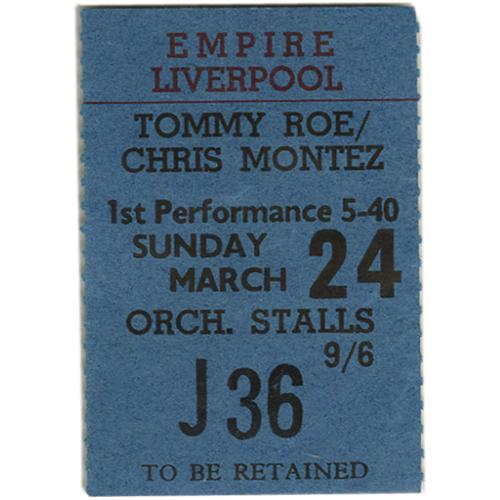 EMPIRE
LIVERPOOL
TOMMY ROE/
CHRIS MONTEZ
1st Performance 5-40
SUNDAY
MARCH 24
ORCH. STALLS
9/6
J 36
TO BE RETAINED